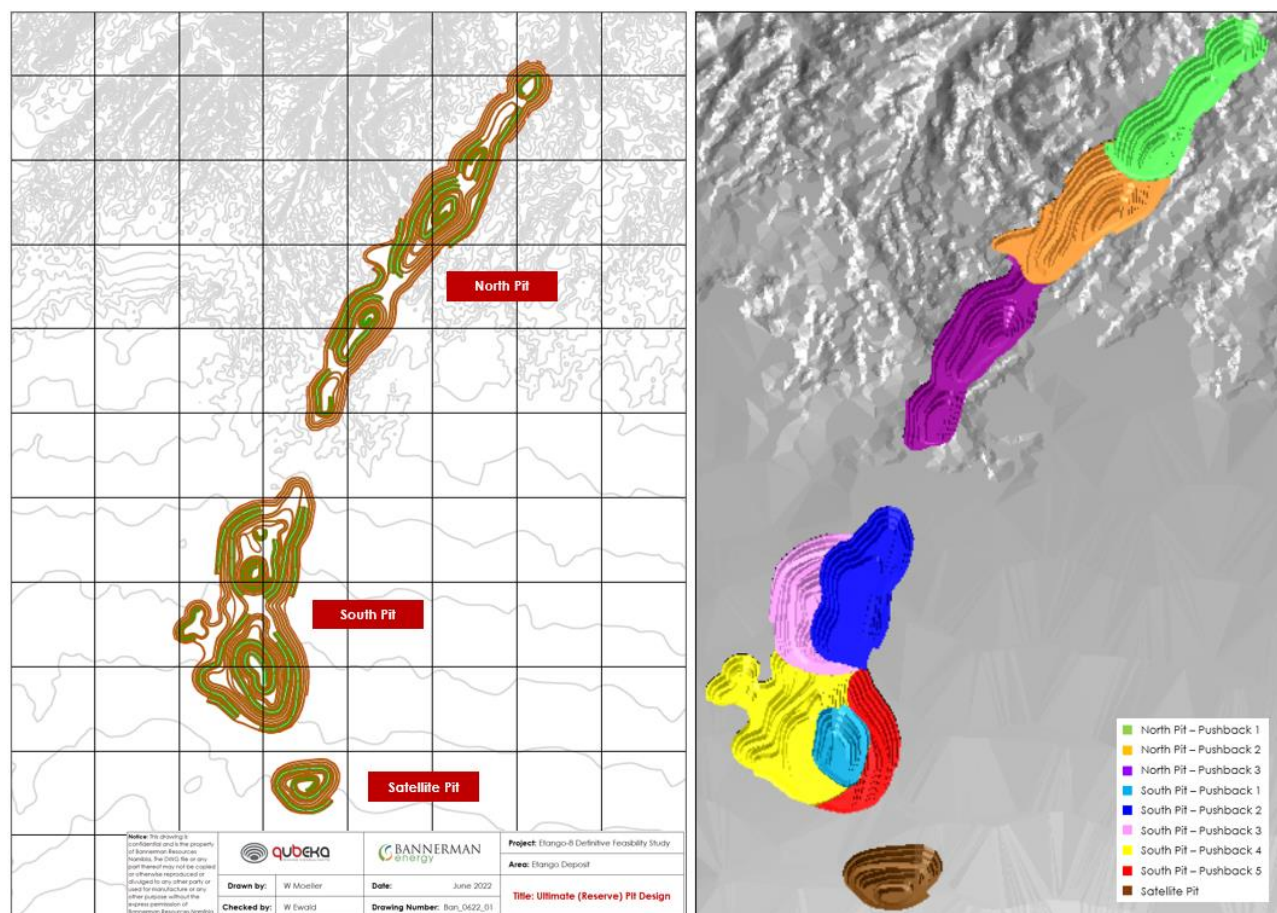 North Pit
South Pit
Satellite Pit
Notice: This drawing is
confidential and is the property
of Bannerman Resources
Namibia. The DWG file or any
part thereof may not be copied
or otherwise reproduced or
divulged to any other party or
used for manufacture or any
other purpose without the
express permission of
Bannerman Resources Namibia
qubeka
BANNERMAN
energy
Project: Etango-8 Definitive Feasibility Study
Area: Etango Deposit
Drawn by: W Moeller
Date: June 2022
Title: Ultimate (Reserve) Pit Design
Checked by: W Ewald
Drawing Number: Ban_0622_01
North Pit – Pushback 1
North Pit – Pushback 2
North Pit – Pushback 3
South Pit – Pushback 1
South Pit – Pushback 2
South Pit – Pushback 3
South Pit – Pushback 4
South Pit – Pushback 5
Satellite Pit